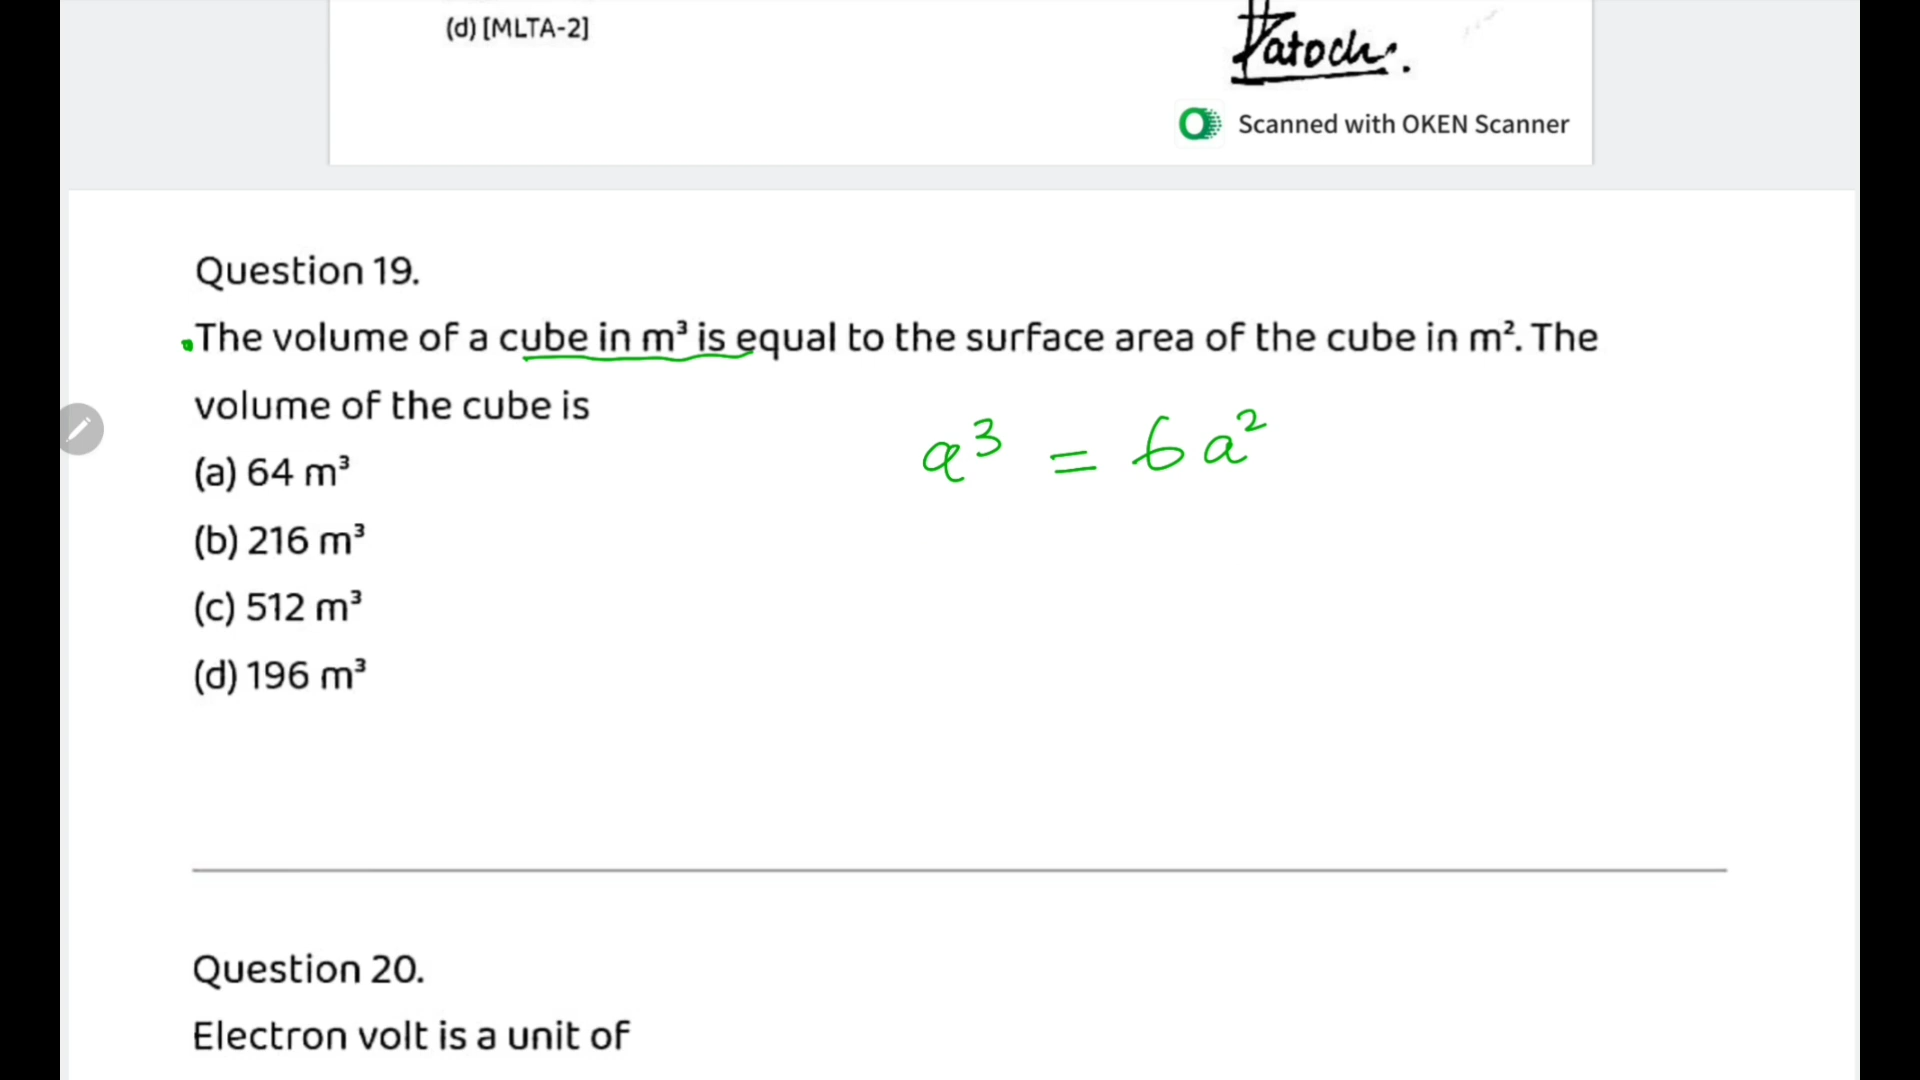 (d) [MLTA-2]
Patoch.
Scanned with OKEN Scanner
Question 19.
The volume of a cube in m³ is equal to the surface area of the cube in m². The
volume of the cube is
a³ = 6a²
(a) 64 m³
(b) 216 m³
(c) 512 m³
(d) 196 m³
Question 20.
Electron volt is a unit of